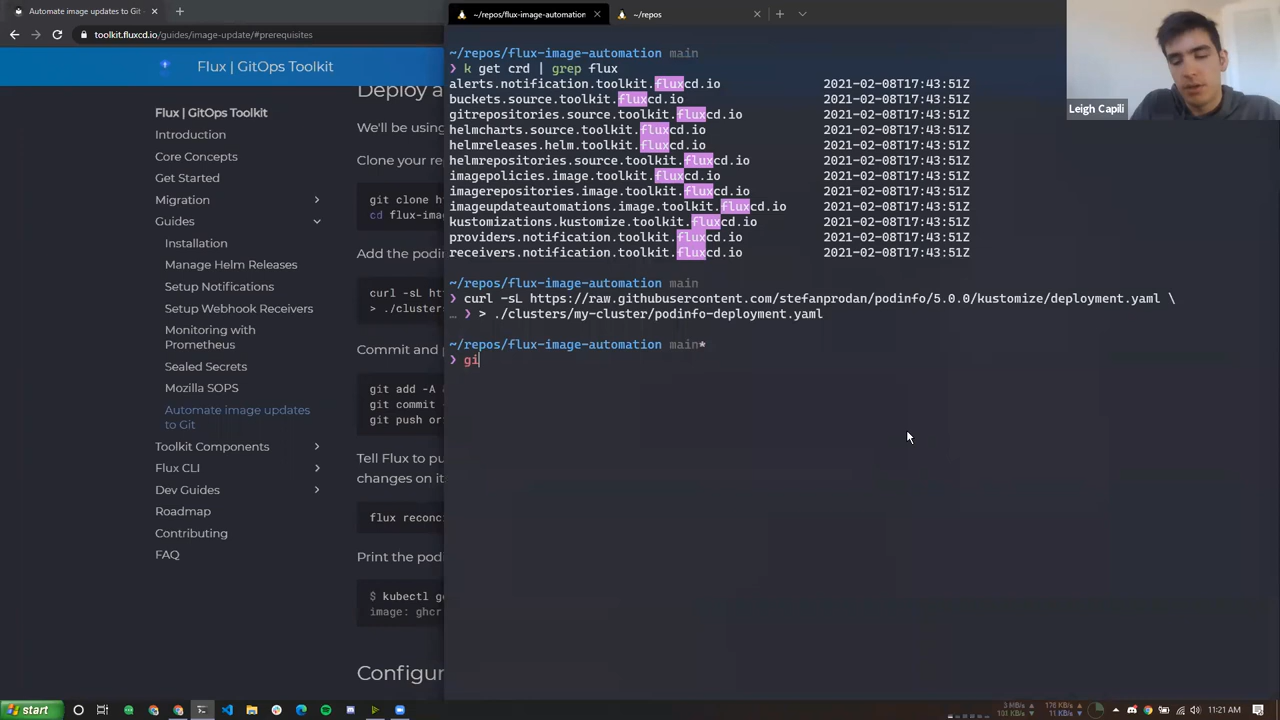 Automate image updates to Git -
~/repos/flux-image-automation
~/repos
toolkit.fluxcd.io/guides/image-update/#prerequisites
Flux | GitOps Toolkit
Flux | GitOps Toolkit
Introduction
Core Concepts
Get Started
Migration
Guides
Installation
Manage Helm Releases
Setup Notifications
Setup Webhook Receivers
Monitoring with
Prometheus
Sealed Secrets
Mozilla SOPS
Automate image updates
to Git
Toolkit Components
Flux CLI
Dev Guides
Roadmap
Contributing
FAQ
Deploy a
We'll be using
Clone your re
git clone ht
cd flux-ima
Add the podin
curl -sL ht
> ./cluster
Commit and p
git add -A &
git commit -
git push or
Tell Flux to pu
changes on it
flux reconc
Print the pod
$ kubectl ge
image: ghcr
Configur
~/repos/flux-image-automation main
❯ k get crd | grep flux
alerts.notification.toolkit.fluxcd.io 2021-02-08T17:43:51Z
buckets.source.toolkit.fluxcd.io 2021-02-08T17:43:51Z
gitrepositories.source.toolkit.fluxcd.io 2021-02-08T17:43:51Z
helmcharts.source.toolkit.fluxcd.io 2021-02-08T17:43:51Z
helmreleases.helm.toolkit.fluxcd.io 2021-02-08T17:43:51Z
helmrepositories.source.toolkit.fluxcd.io 2021-02-08T17:43:51Z
imagepolicies.image.toolkit.fluxcd.io 2021-02-08T17:43:51Z
imagerepositories.image.toolkit.fluxcd.io 2021-02-08T17:43:51Z
imageupdateautomations.image.toolkit.fluxcd.io 2021-02-08T17:43:51Z
kustomizations.kustomize.toolkit.fluxcd.io 2021-02-08T17:43:51Z
providers.notification.toolkit.fluxcd.io 2021-02-08T17:43:51Z
receivers.notification.toolkit.fluxcd.io 2021-02-08T17:43:51Z
~/repos/flux-image-automation main
❯ curl -sL https://raw.githubusercontent.com/stefanprodan/podinfo/5.0.0/kustomize/deployment.yaml \
… ❯ > ./clusters/my-cluster/podinfo-deployment.yaml
~/repos/flux-image-automation main*
❯ gi
Leigh Capili
start
11:21 AM